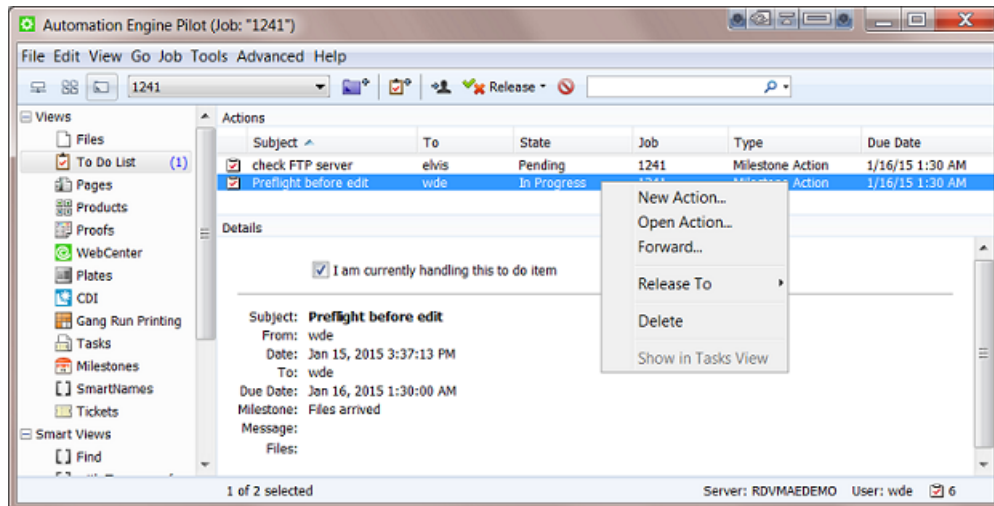 Automation Engine Pilot (Job: "1241")
File Edit View Go Job Tools Advanced Help
1241 Release
Views
Files
To Do List (1)
Pages
Products
Proofs
WebCenter
Plates
CDI
Gang Run Printing
Tasks
Milestones
SmartNames
Tickets
Smart Views
Find
Actions
Subject To State Job Type Due Date
check FTP server elvis Pending 1241 Milestone Action 1/16/15 1:30 AM
Preflight before edit wde In Progress 1241 Milestone Action 1/16/15 1:30 AM
New Action...
Open Action...
Forward...
Release To
Delete
Show in Tasks View
Details
I am currently handling this to do item
Subject: Preflight before edit
From: wde
Date: Jan 15, 2015 3:37:13 PM
To: wde
Due Date: Jan 16, 2015 1:30:00 AM
Milestone: Files arrived
Message:
Files:
1 of 2 selected Server: RDVMAEDEMO User: wde 6